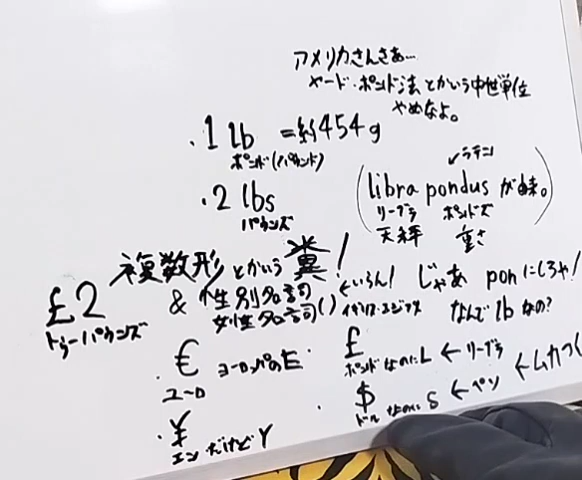 アメリカさんさぁ…
ヤード・ポンド法とかいう中世単位
やめなよ。
・1 lb =約454g
ポンド(パウンド)
・2 lbs
パウンズ
ラテン
(libra pondus が由来。)
リーブラ ポンドゥス
天秤 重さ
複数形とかいう糞!
& 性別名詞 ←いらん!
女性名詞()
£2
トゥーパウンズ
じゃあ pon にしろや!
なんで lb なの?
・€ ヨーロッパのE
ユーロ
£
ポンドなのにL ←リーブラ
・¥
エンだけどY
・$
ドルなのにS ←ペソ
←ムカつく